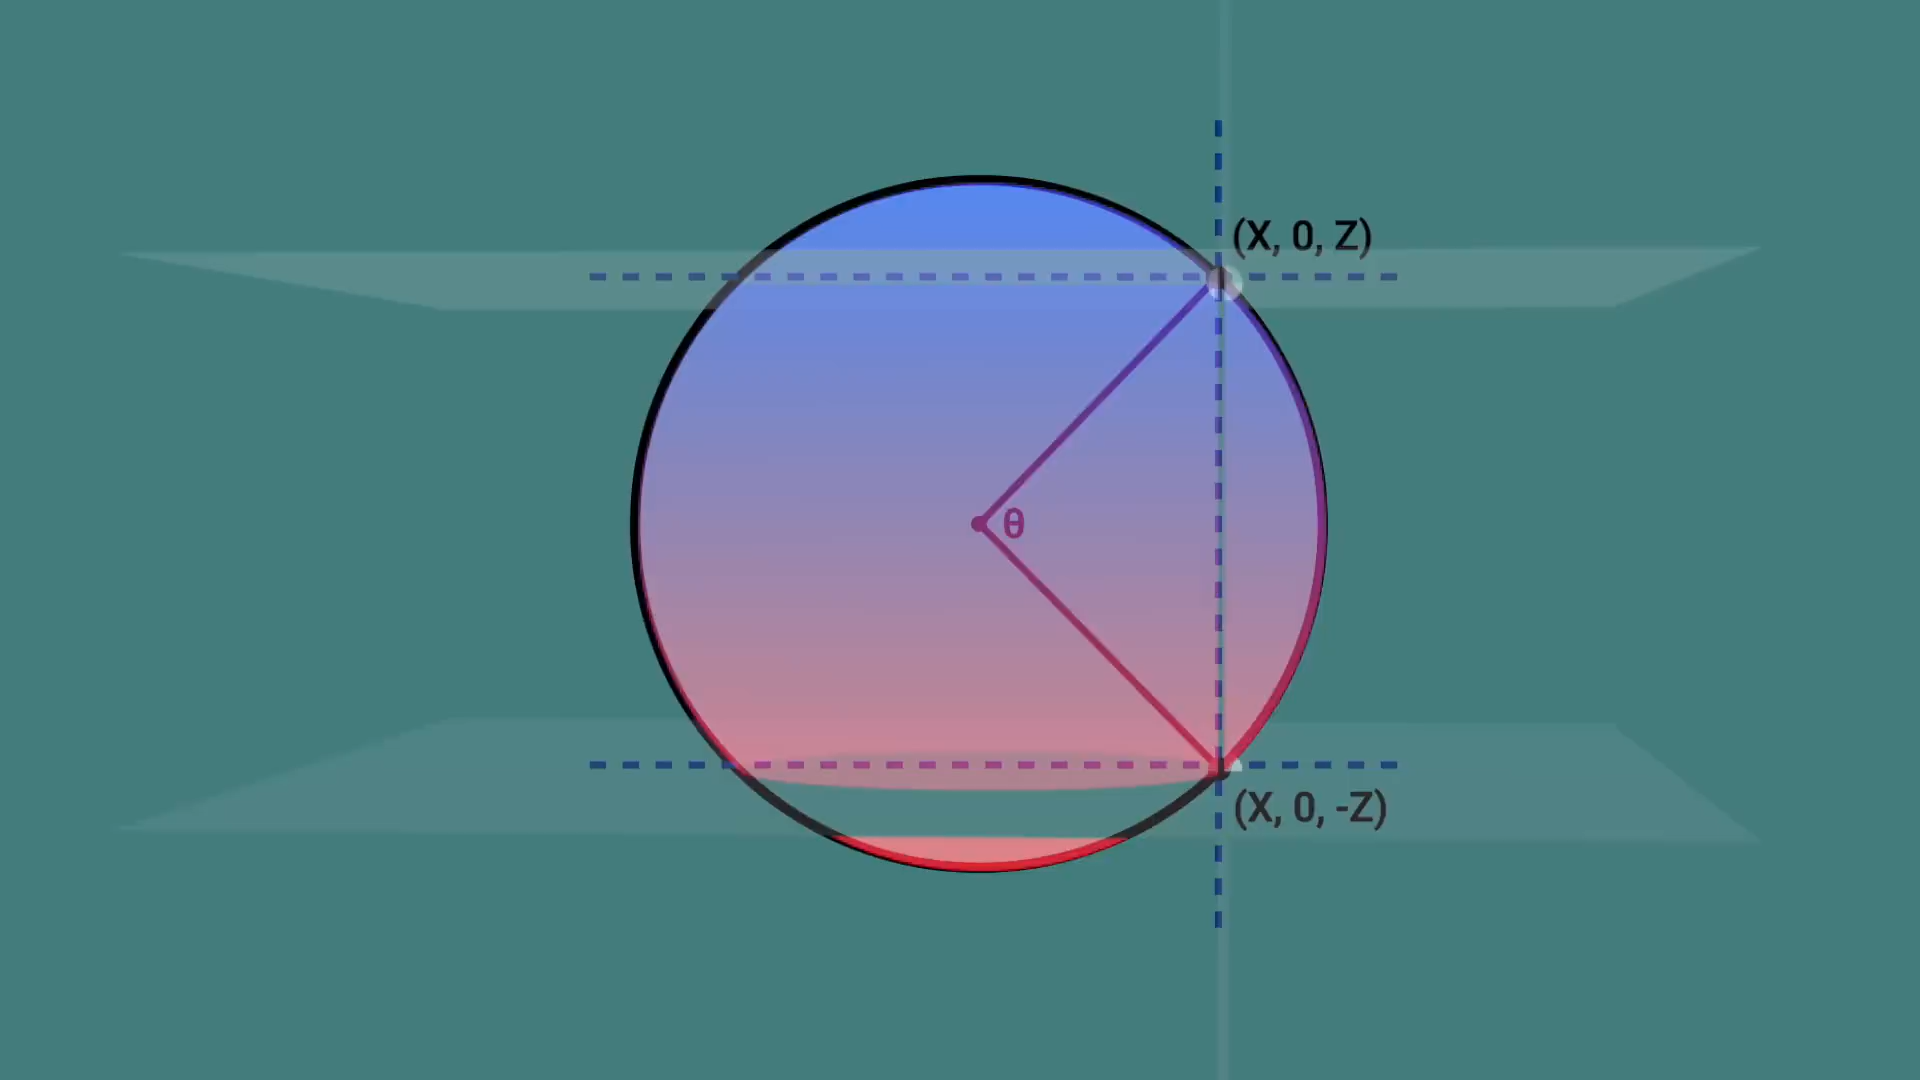 (X, 0, Z)
θ
(X, 0, -Z)